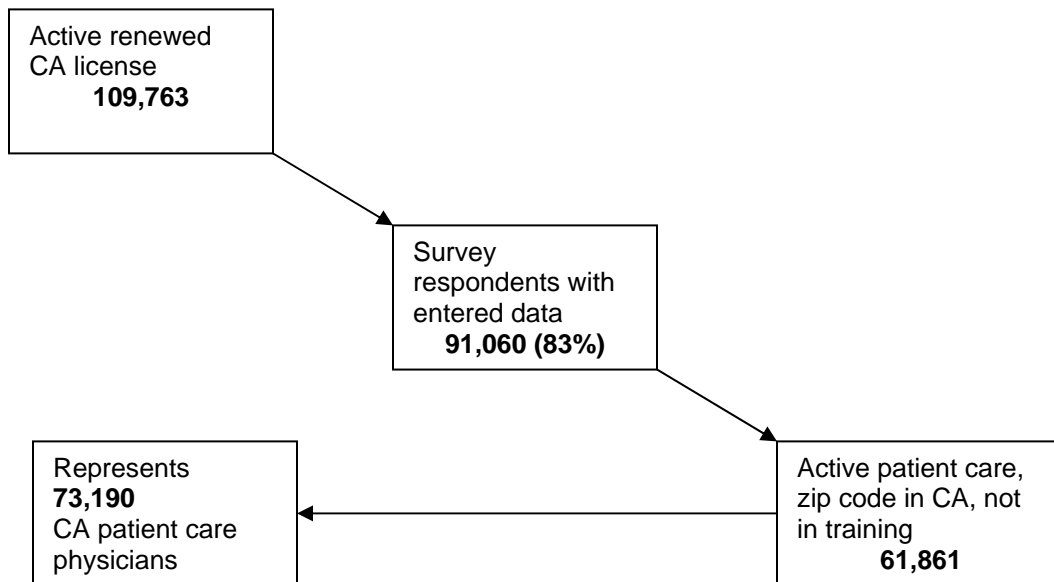 Active renewed
CA license
109,763
Survey
respondents with
entered data
91,060 (83%)
Active patient care,
zip code in CA, not
in training
61,861
Represents
73,190
CA patient care
physicians